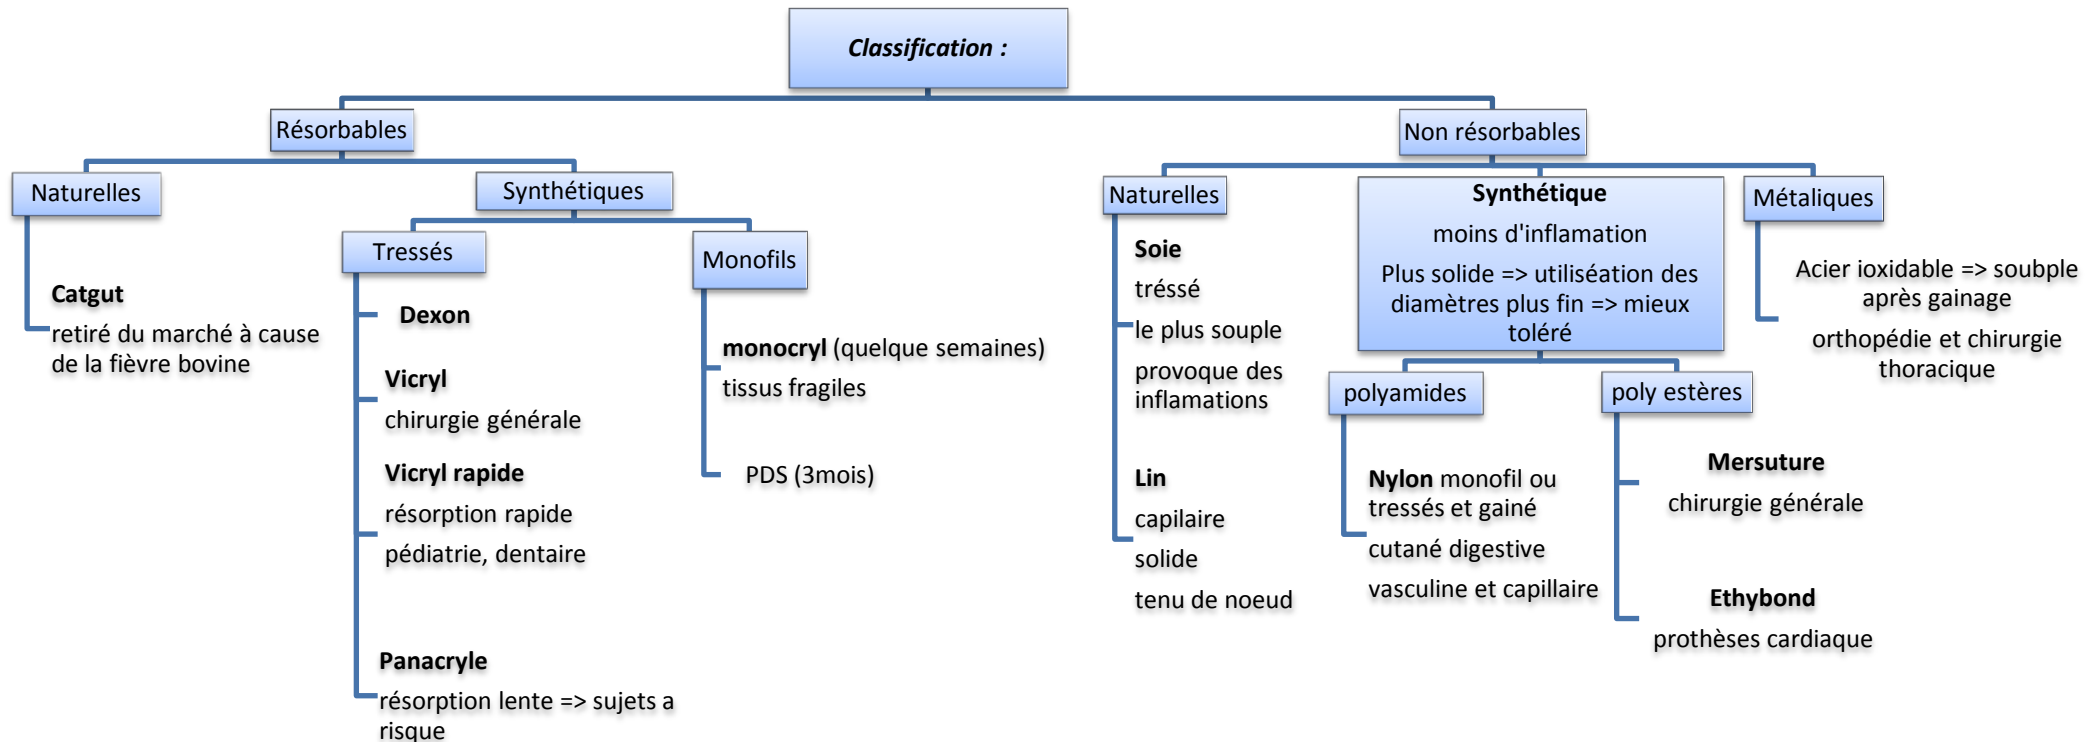 Classification :
Résorbables
Non résorbables
Naturelles
Synthétiques
Tressés
Monofils
Catgut
retiré du marché à cause
de la fièvre bovine
Dexon
Vicryl
chirurgie générale
Vicryl rapide
résorption rapide
pédiatrie, dentaire
Panacryle
résorption lente => sujets a
risque
monocryl (quelque semaines)
tissus fragiles
PDS (3mois)
Naturelles
Soie
tréssé
le plus souple
provoque des
inflamations
Lin
capilaire
solide
tenu de noeud
Synthétique
moins d'inflamation
Plus solide => utiliséation des
diamètres plus fin => mieux
toléré
polyamides
Nylon monofil ou
tressés et gainé
cutané digestive
vasculine et capillaire
poly estères
Mersuture
chirurgie générale
Ethybond
prothèses cardiaque
Métaliques
Acier ioxidable => soubple
après gainage
orthopédie et chirurgie
thoracique